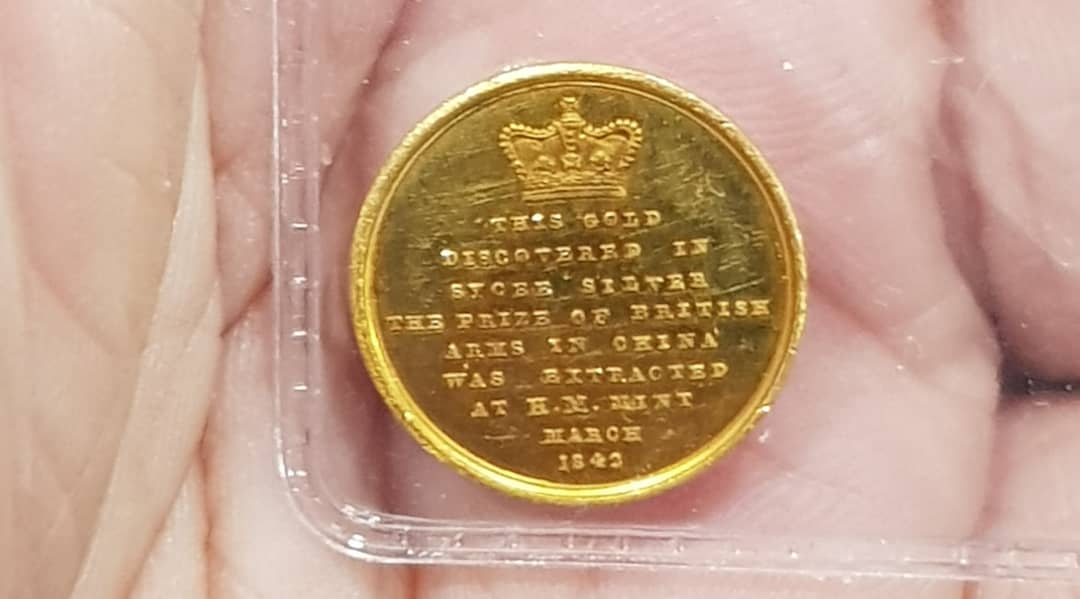 THIS GOLD
DISCOVERED IN
SYCEE SILVER
THE PRIZE OF BRITISH
ARMS IN CHINA
WAS EXTRACTED
AT H.M. MINT
MARCH
1842